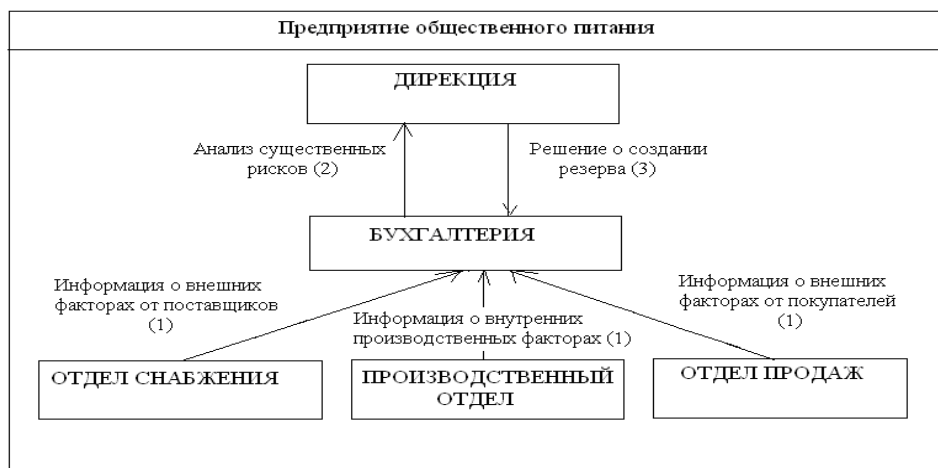 Предприятие общественного питания
ДИРЕКЦИЯ
Анализ существенных
рисков (2)
Решение о создании
резерва (3)
БУХГАЛТЕРИЯ
Информация о внешних
факторах от поставщиков
(1)
Информация о внутренних
производственных факторах (1)
Информация о внешних
факторах от покупателей
(1)
ОТДЕЛ СНАБЖЕНИЯ
ПРОИЗВОДСТВЕННЫЙ
ОТДЕЛ
ОТДЕЛ ПРОДАЖ